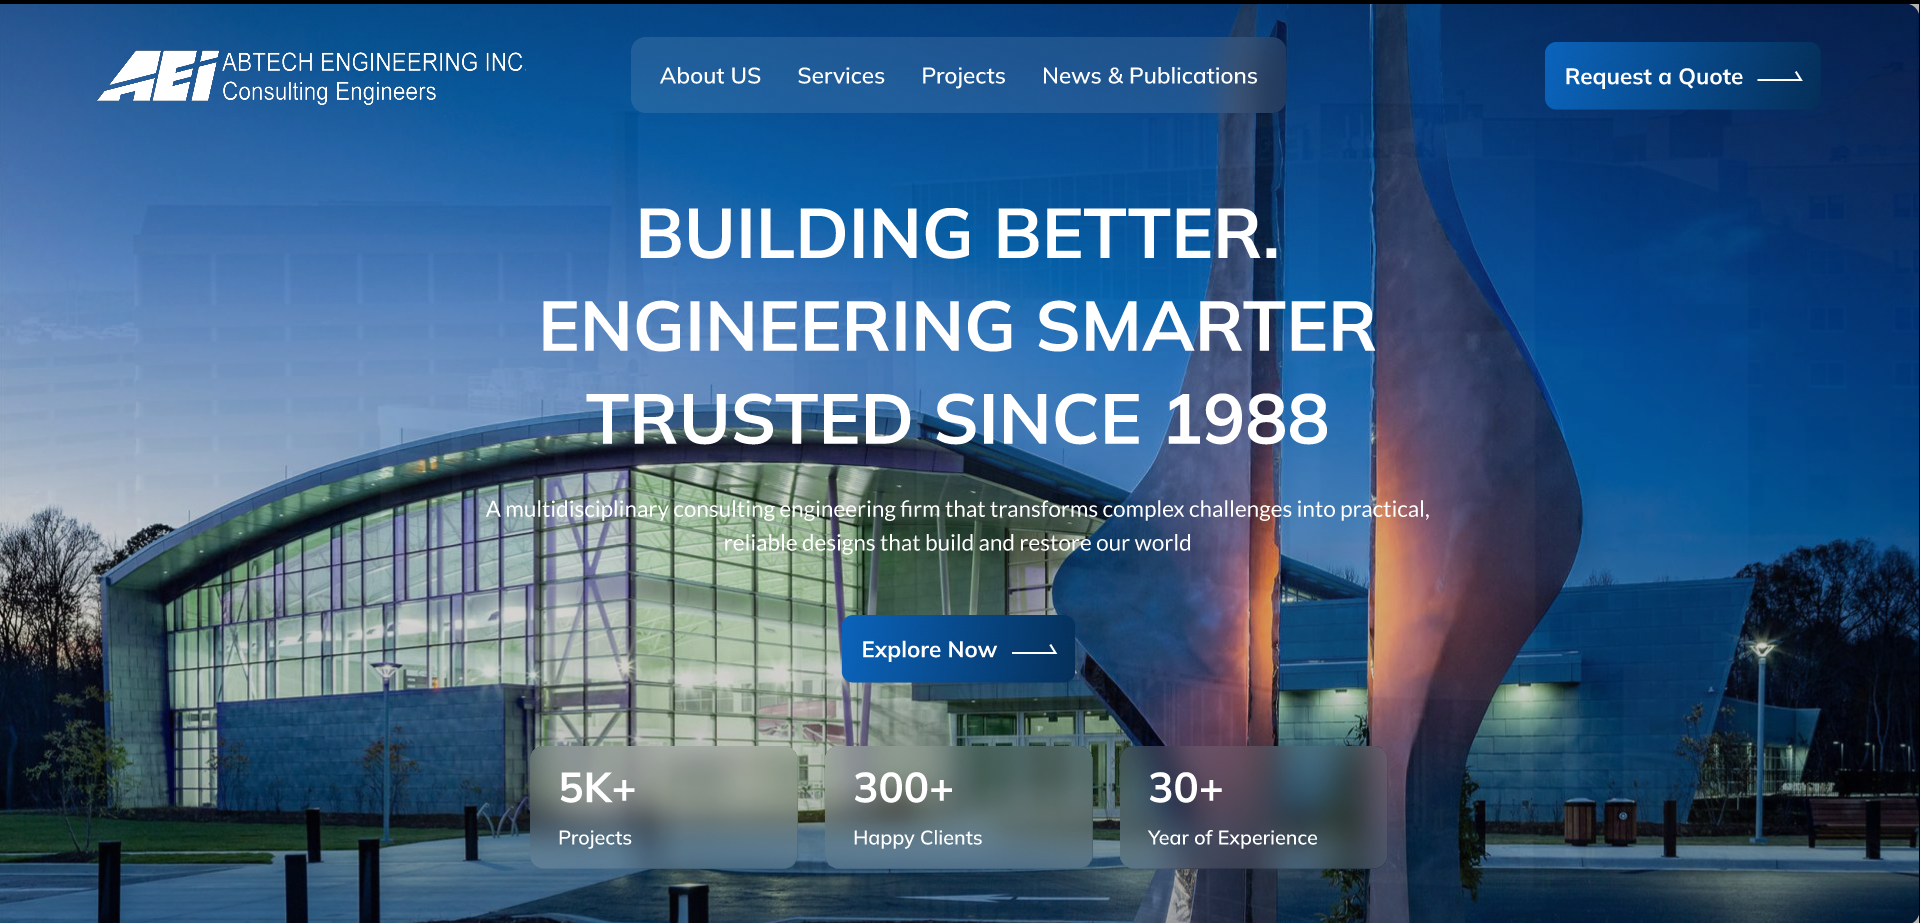 AEI ABTECH ENGINEERING INC.
Consulting Engineers
About US Services Projects News & Publications
Request a Quote
BUILDING BETTER.
ENGINEERING SMARTER
TRUSTED SINCE 1988
A multidisciplinary consulting engineering firm that transforms complex challenges into practical,
reliable designs that build and restore our world
Explore Now
5K+
Projects
300+
Happy Clients
30+
Year of Experience